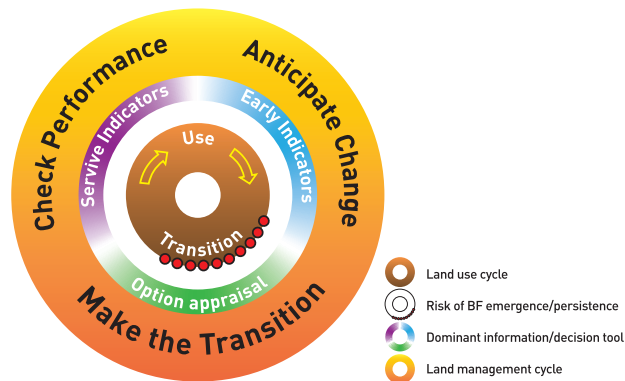 Check Performance
Anticipate Change
Servive Indicators
Early Indicators
Use
Transition
Option appraisal
Make the Transition
Land use cycle
Risk of BF emergence/persistence
Dominant information/decision tool
Land management cycle